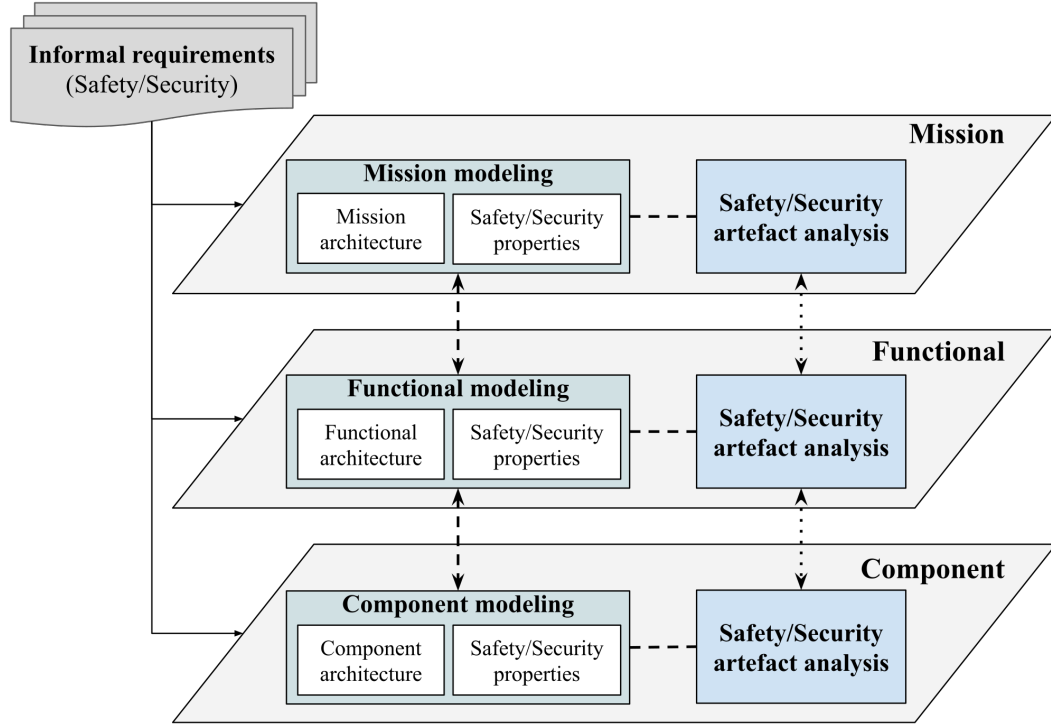 Informal requirements
(Safety/Security)
Mission
Mission modeling
Mission
architecture
Safety/Security
properties
Safety/Security
artefact analysis
Functional
Functional modeling
Functional
architecture
Safety/Security
properties
Safety/Security
artefact analysis
Component
Component modeling
Component
architecture
Safety/Security
properties
Safety/Security
artefact analysis